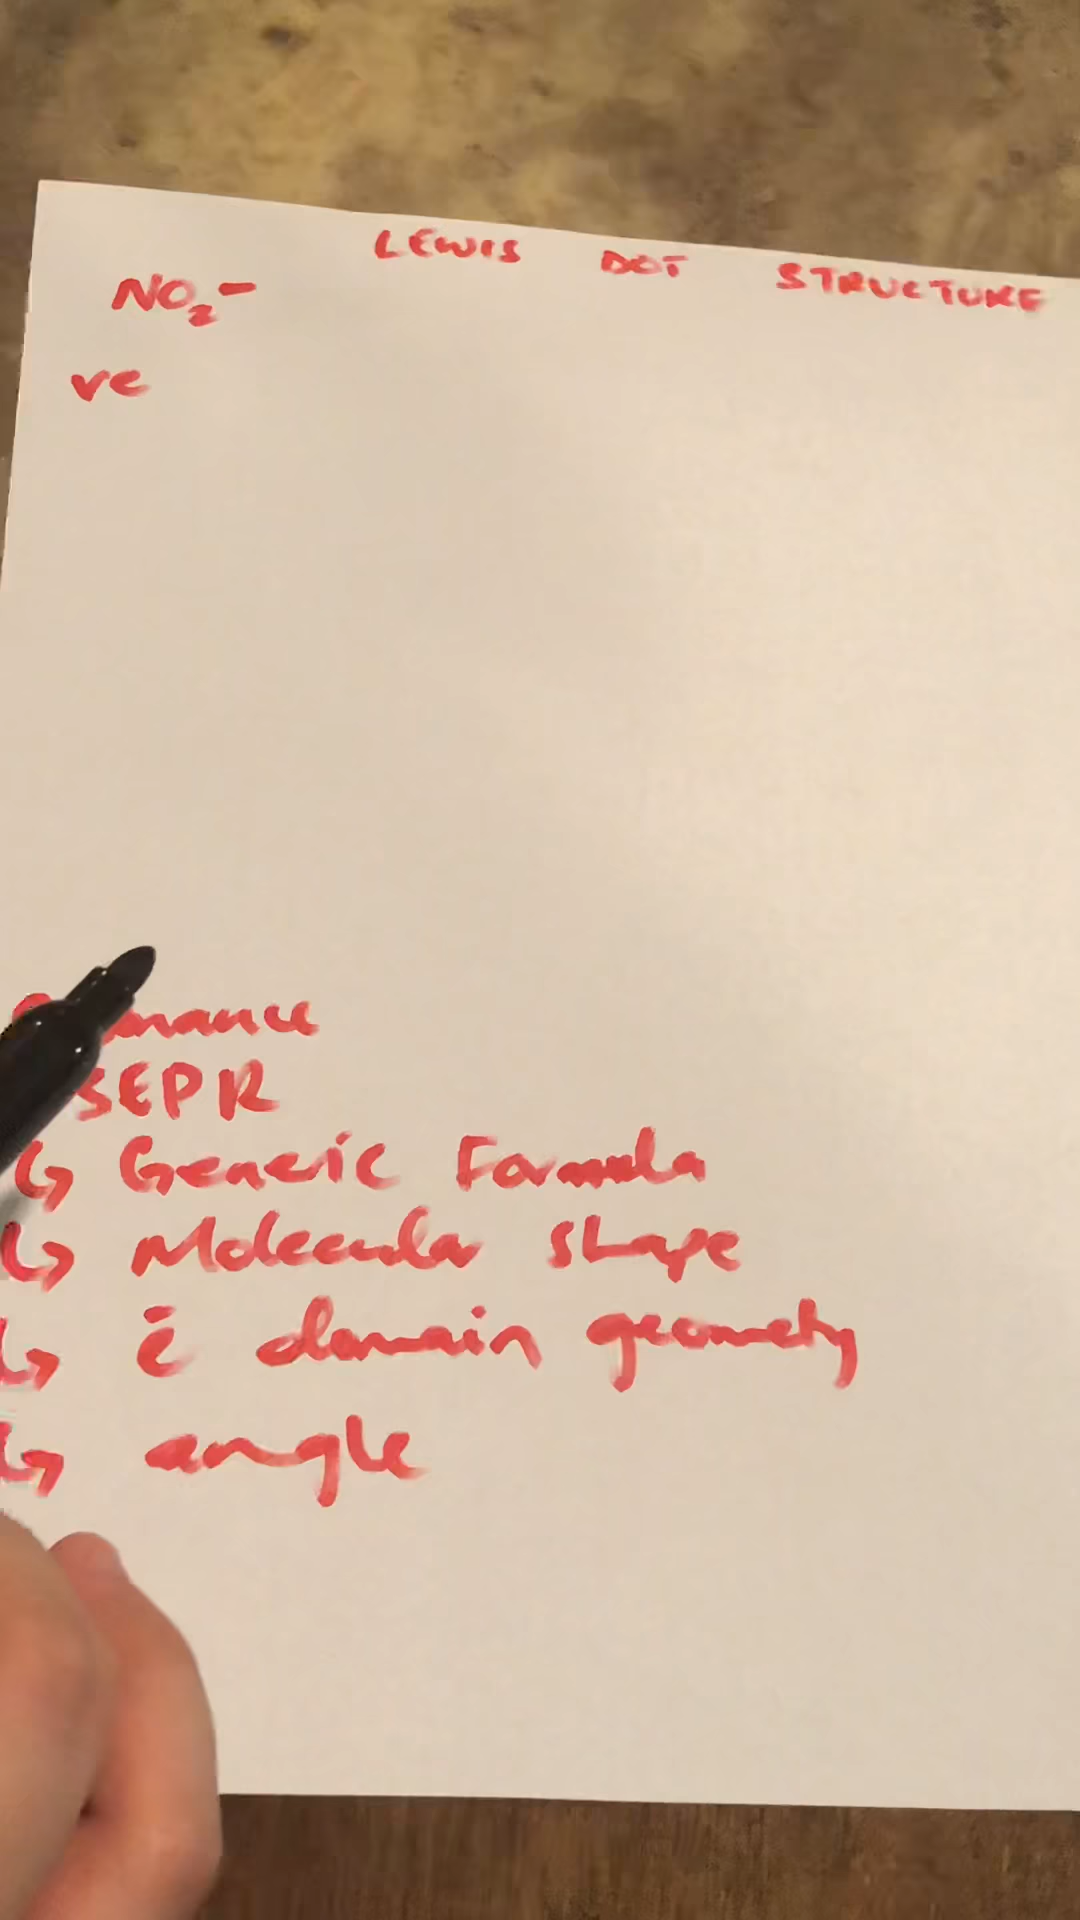 LEWIS DOT STRUCTURE
NO₂-
ve
SEPR
↳ Generic Formula
↳ Molecular shape
↳ ē domain geometry
↳ angle